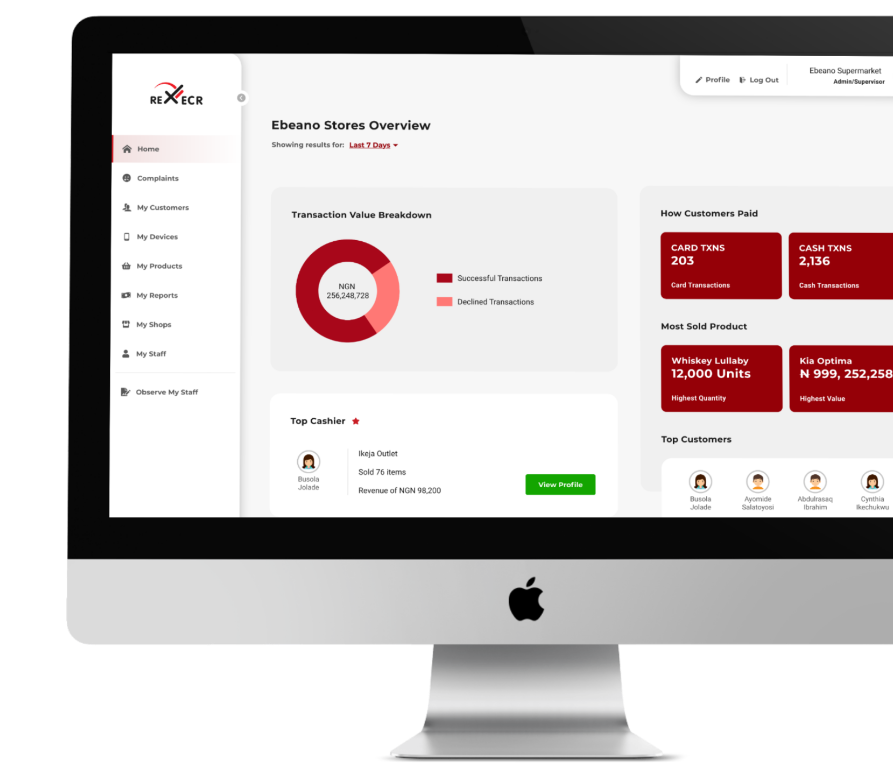 REXECR
Profile
Log Out
Ebeano Supermarket
Admin/Supervisor
Home
Complaints
My Customers
My Devices
My Products
My Reports
My Shops
My Staff
Observe My Staff
Ebeano Stores Overview
Showing results for: Last 7 Days
Transaction Value Breakdown
NGN
256,248,728
Successful Transactions
Declined Transactions
How Customers Paid
CARD TXNS
203
Card Transactions
CASH TXNS
2,136
Cash Transactions
Most Sold Product
Whiskey Lullaby
12,000 Units
Highest Quantity
Kia Optima
₦ 999, 252,258
Highest Value
Top Cashier
Busola
Jolade
Ikeja Outlet
Sold 76 items
Revenue of NGN 98,200
View Profile
Top Customers
Busola
Jolade
Ayomide
Salatoyosi
Abdulrasaq
Ibrahim
Cynthia
Ikechukwu